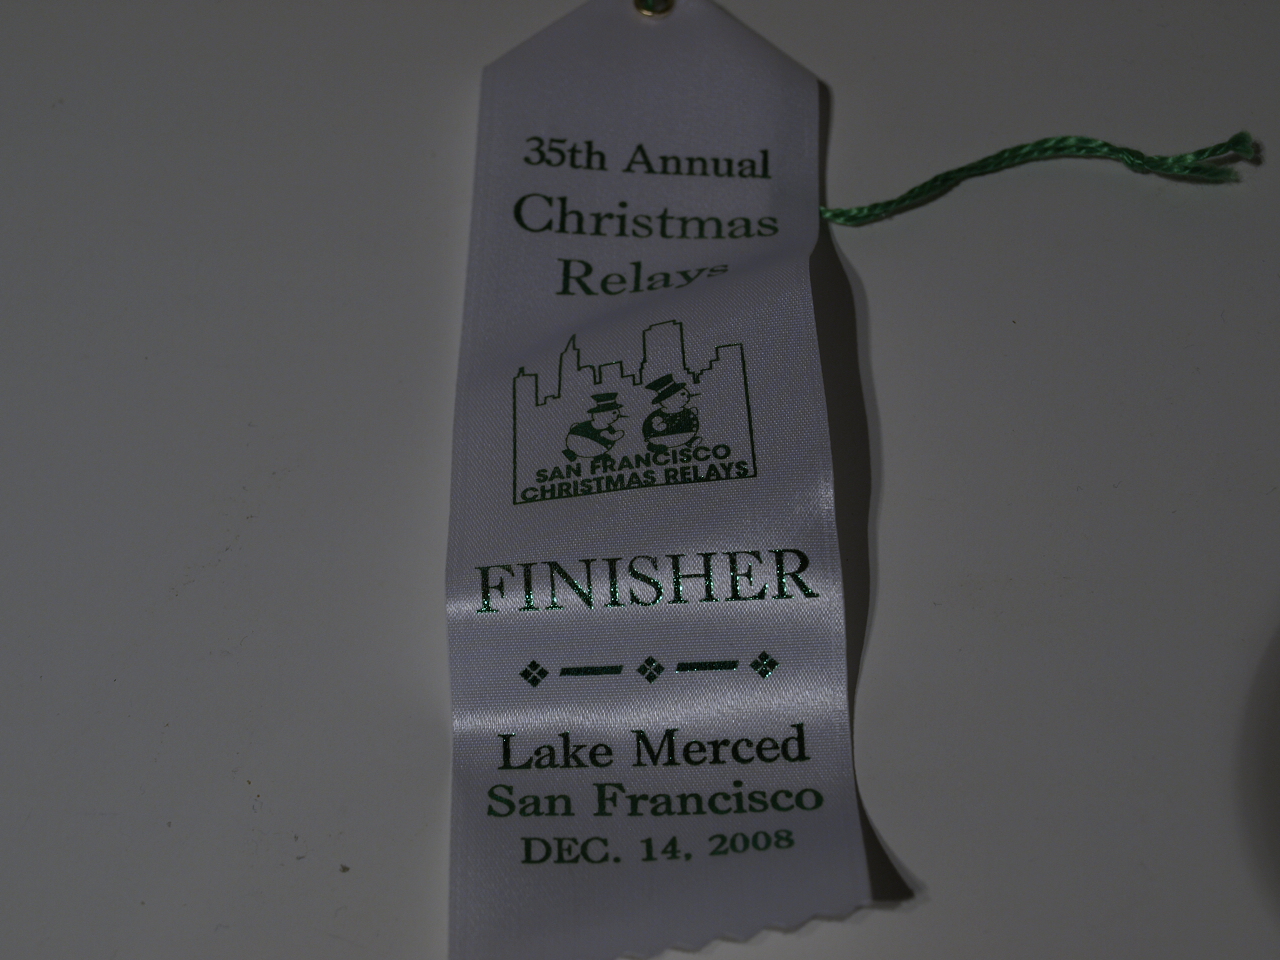 35th Annual
Christmas
Relays
SAN FRANCISCO
CHRISTMAS RELAYS
FINISHER
Lake Merced
San Francisco
DEC. 14, 2008